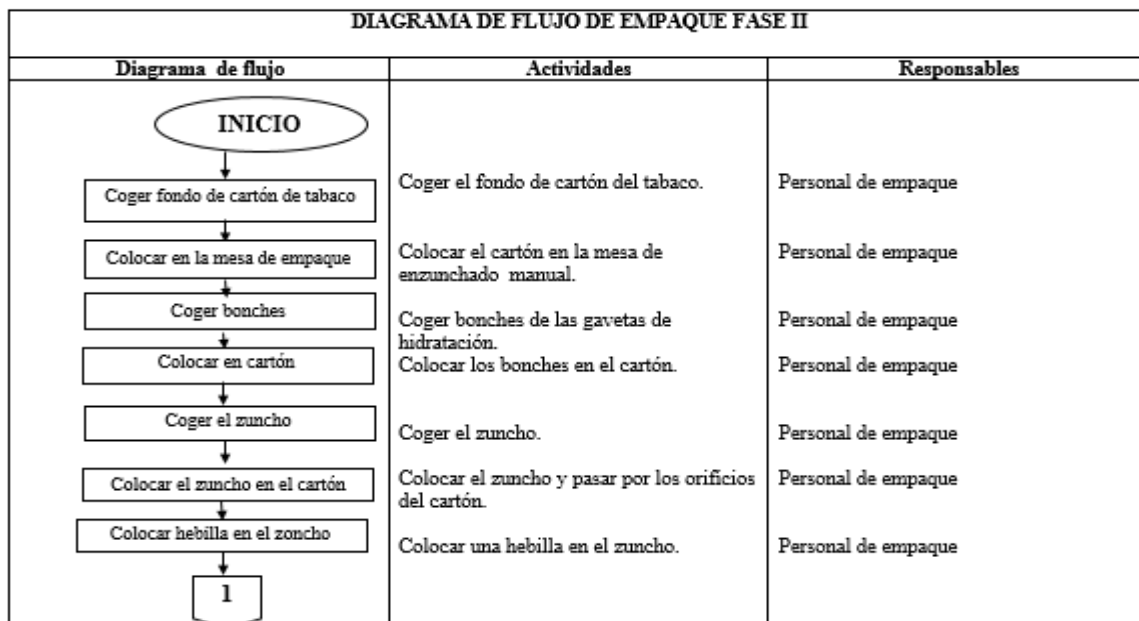 DIAGRAMA DE FLUJO DE EMPAQUE FASE II
Diagrama de flujo
Actividades
Responsables
INICIO
Coger fondo de cartón de tabaco
Coger el fondo de cartón del tabaco.
Personal de empaque
Colocar en la mesa de empaque
Colocar el cartón en la mesa de
enzunchado manual.
Personal de empaque
Coger bonches
Coger bonches de las gavetas de
hidratación.
Personal de empaque
Colocar en cartón
Colocar los bonches en el cartón.
Personal de empaque
Coger el zuncho
Coger el zuncho.
Personal de empaque
Colocar el zuncho en el cartón
Colocar el zuncho y pasar por los orificios
del cartón.
Personal de empaque
Colocar hebilla en el zoncho
Colocar una hebilla en el zuncho.
Personal de empaque
1